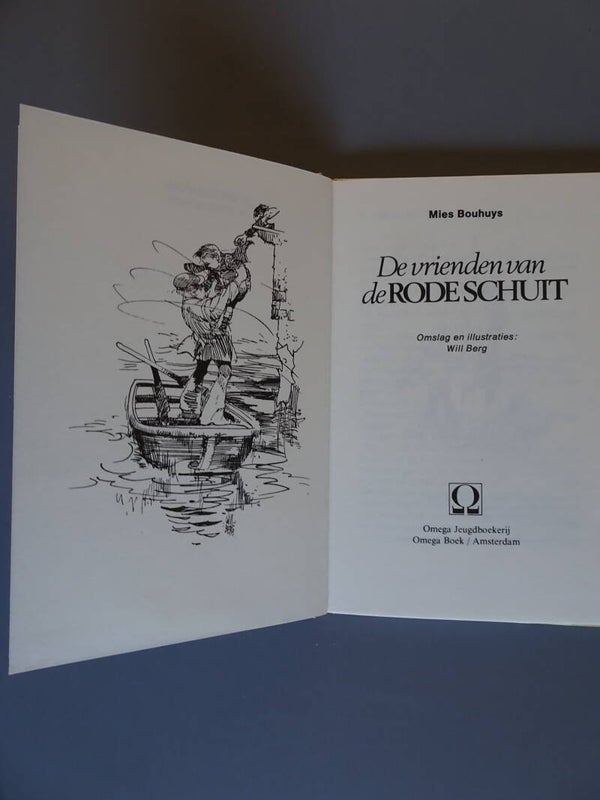 Mies Bouhuys
De vrienden van
de RODE SCHUIT
Omslag en illustraties:
Will Berg
Ω
Omega Jeugdboekerij
Omega Boek / Amsterdam